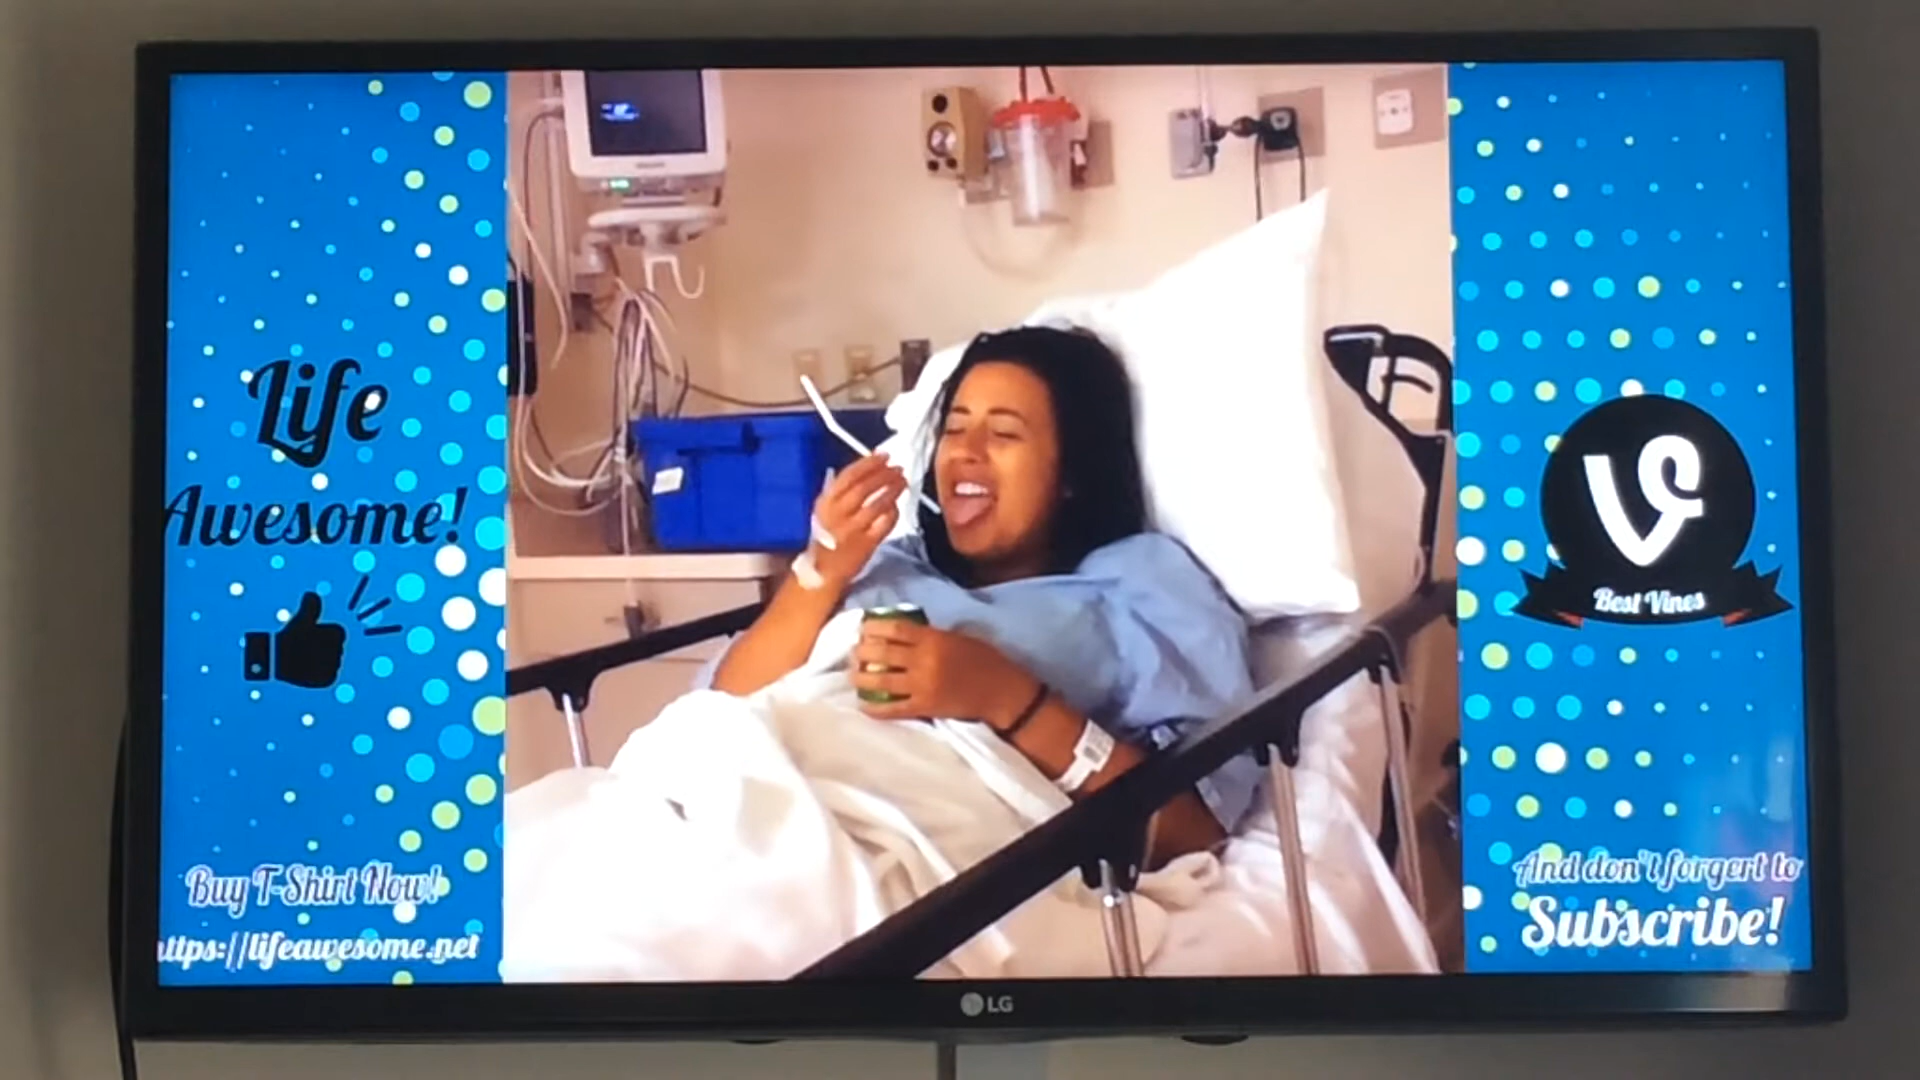 Life
Awesome!
Buy T-Shirt Now!
ttps://lifeawesome.net
V
Best Vines
And don't forgert to
Subscribe!
LG